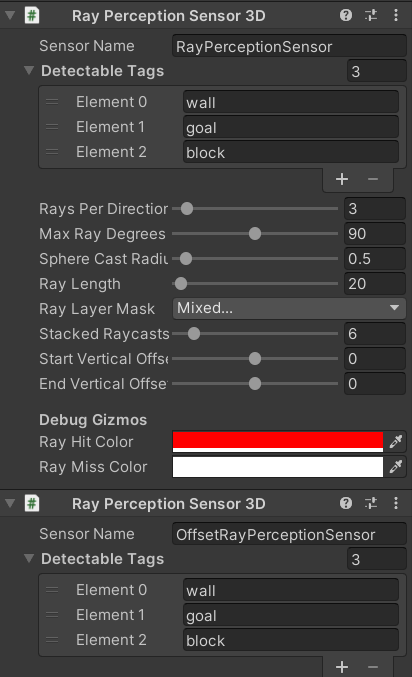 # Ray Perception Sensor 3D
Sensor Name RayPerceptionSensor
Detectable Tags 3
Element 0 wall
Element 1 goal
Element 2 block
+ −
Rays Per Direction 3
Max Ray Degrees 90
Sphere Cast Radiu 0.5
Ray Length 20
Ray Layer Mask Mixed...
Stacked Raycasts 6
Start Vertical Offse 0
End Vertical Offset 0
Debug Gizmos
Ray Hit Color
Ray Miss Color
# Ray Perception Sensor 3D
Sensor Name OffsetRayPerceptionSensor
Detectable Tags 3
Element 0 wall
Element 1 goal
Element 2 block
+ −